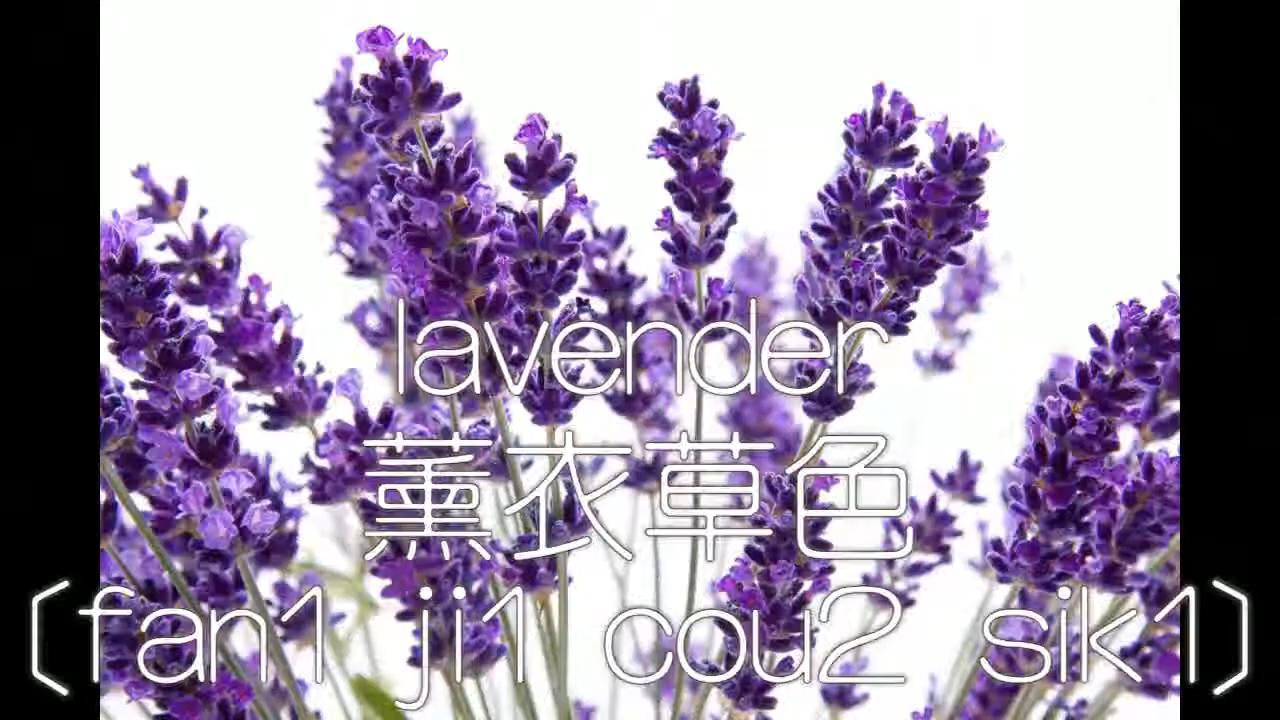 lavender
薰衣草色
(fan1 ji1 cou2 sik1)